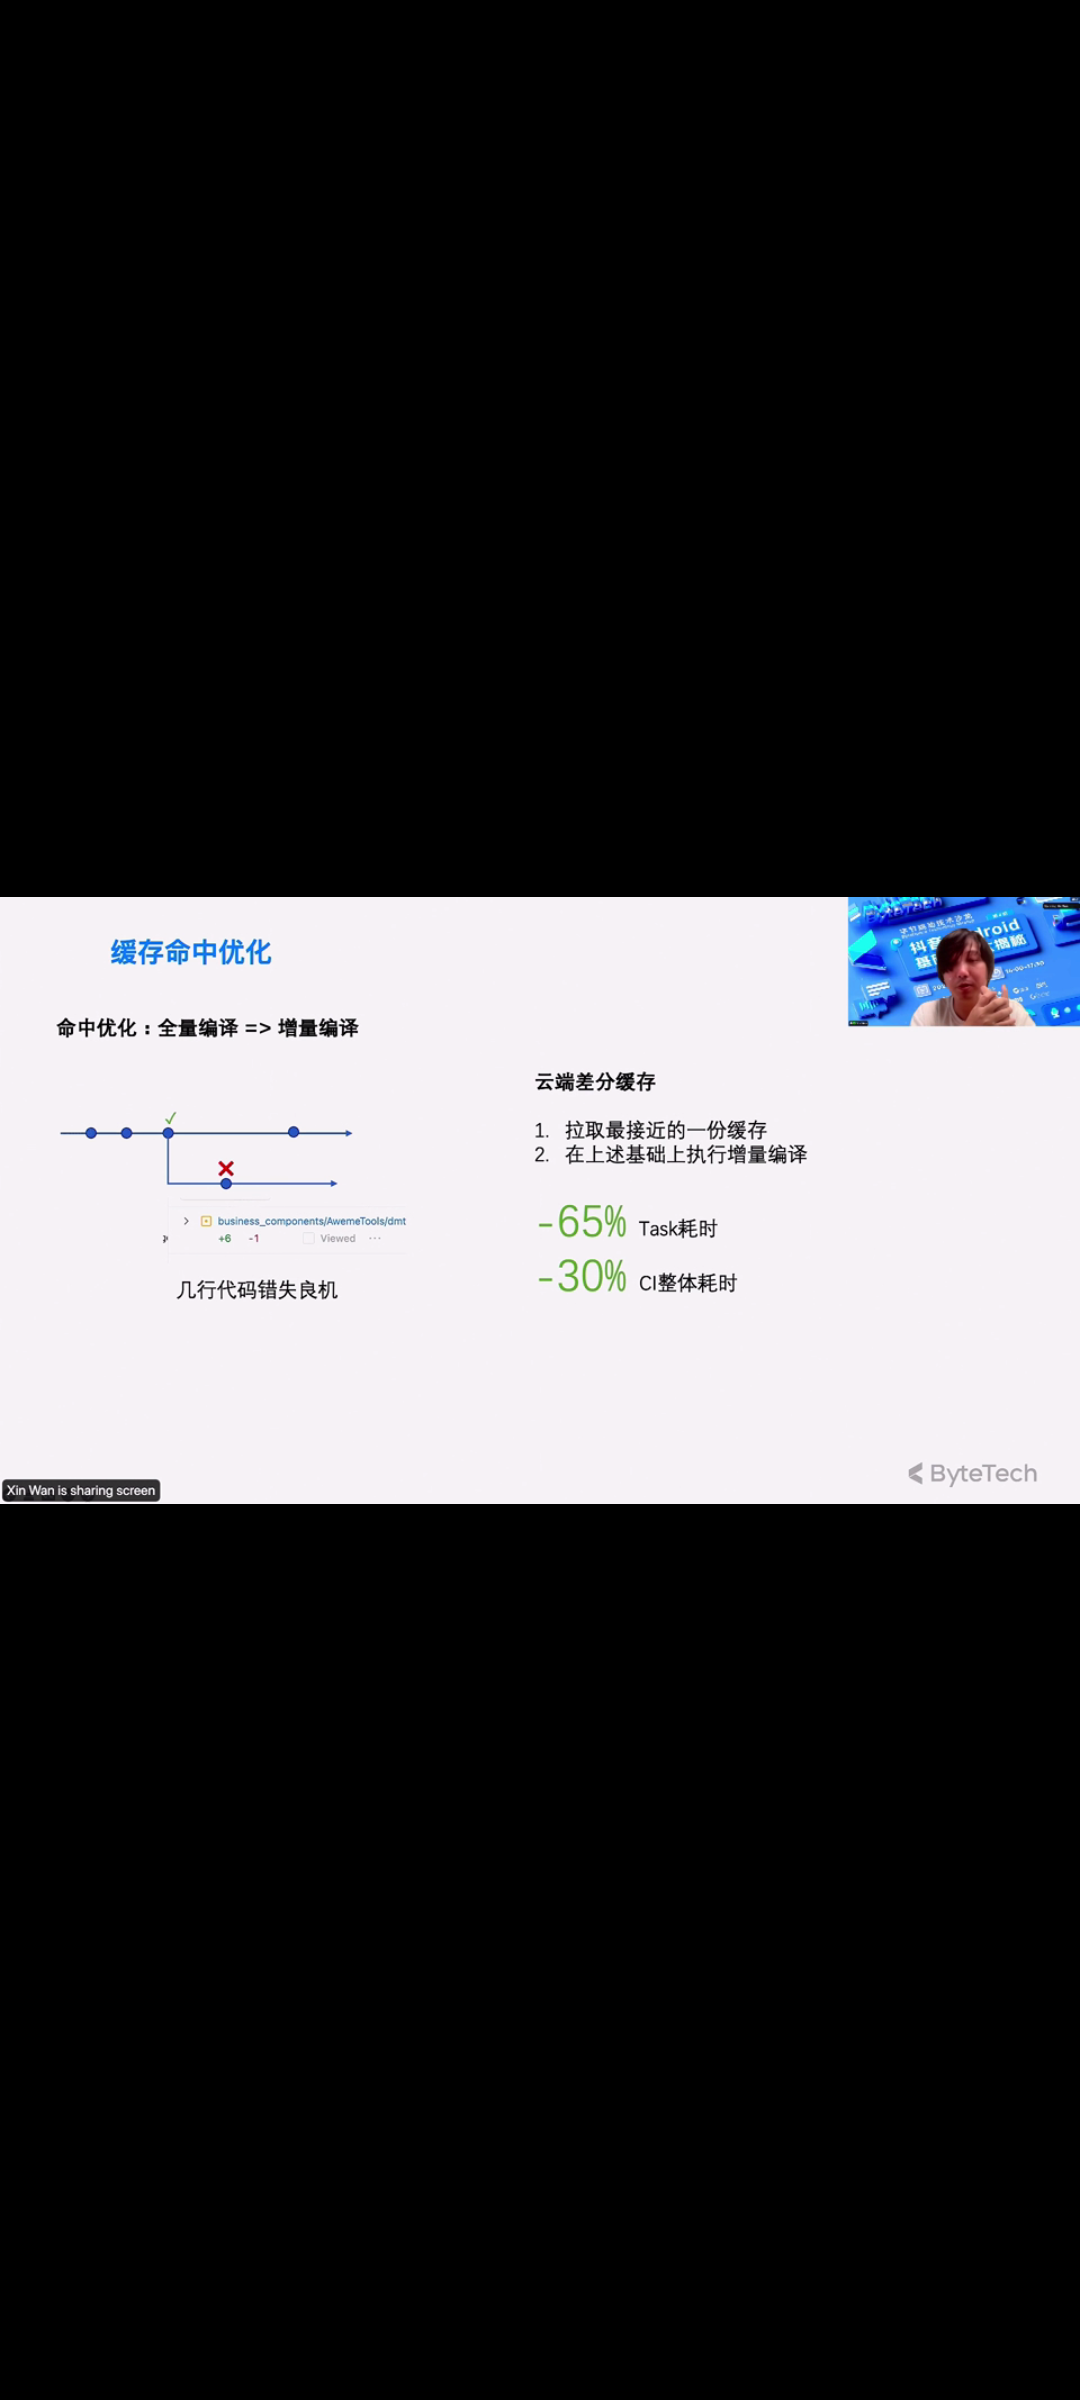 缓存命中优化
命中优化：全量编译 => 增量编译
✓
business_components/AwemeTools/dmt
+6 -1 Viewed ···
几行代码错失良机
云端差分缓存
1. 拉取最接近的一份缓存
2. 在上述基础上执行增量编译
-65% Task耗时
-30% CI整体耗时
ByteTech
Xin Wan is sharing screen